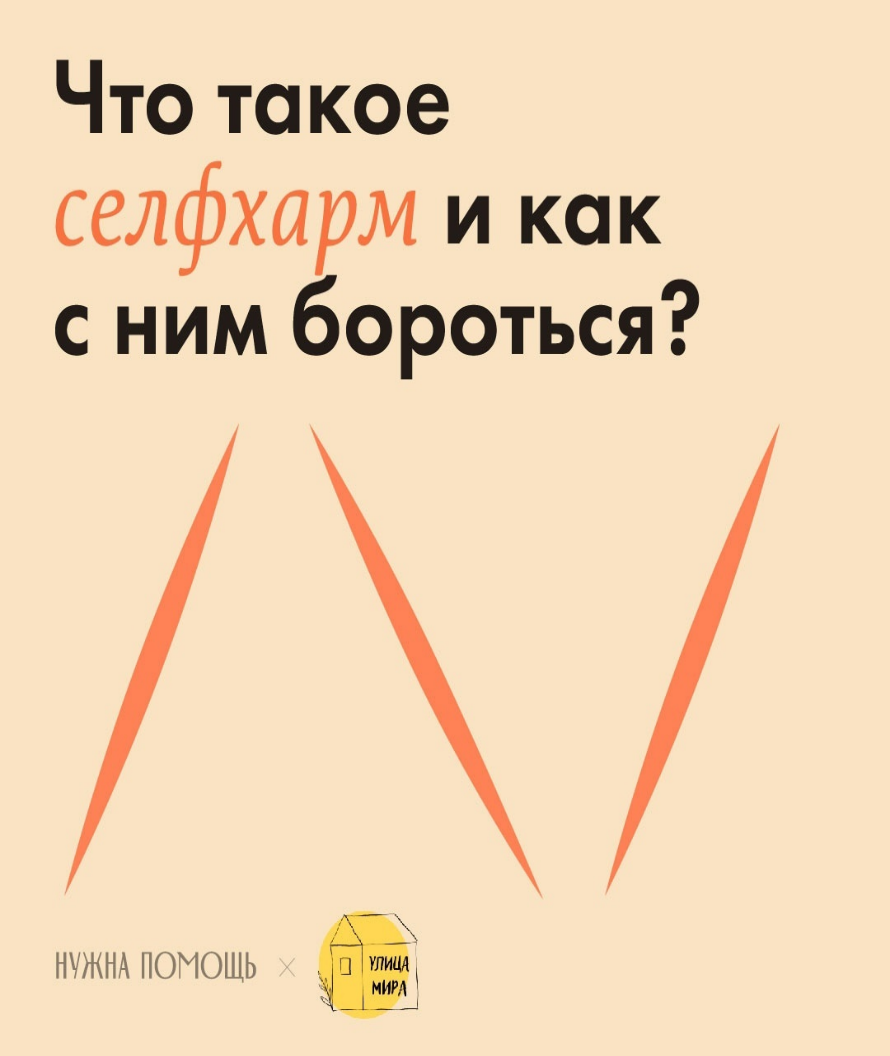 Что такое
селфхарм и как
с ним бороться?
НУЖНА ПОМОЩЬ ×
УЛИЦА
МИРА